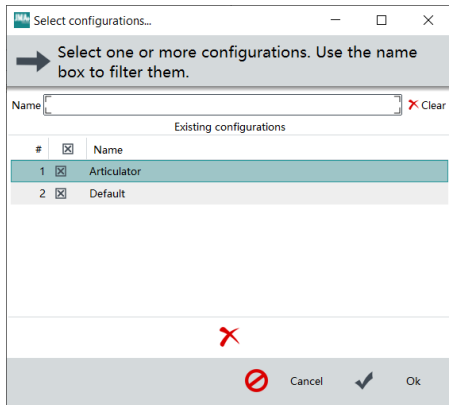 Select configurations...
Select one or more configurations. Use the name
box to filter them.
Name
Clear
Existing configurations
# Name
1 Articulator
2 Default
Cancel Ok